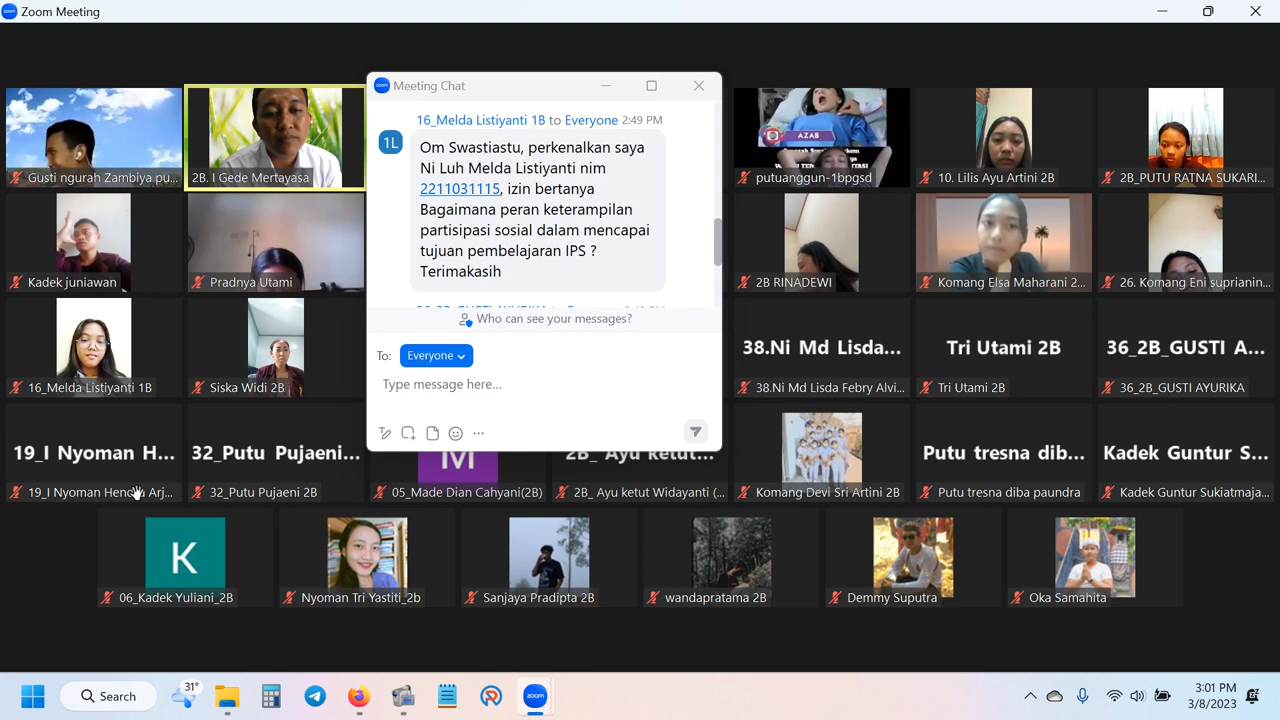 Zoom Meeting
Meeting Chat
16_Melda Listiyanti 1B to Everyone 2:49 PM
1L
Om Swastiastu, perkenalkan saya
Ni Luh Melda Listiyanti nim
2211031115, izin bertanya
Bagaimana peran keterampilan
partisipasi sosial dalam mencapai
tujuan pembelajaran IPS ?
Terimakasih
Who can see your messages?
To: Everyone
Type message here...
Gusti ngurah Zambiya pu...
2B. I Gede Mertayasa
AZAB
putuanggun-1bpgsd
10. Lilis Ayu Artini 2B
2B_PUTU RATNA SUKARI...
Kadek juniawan
Pradnya Utami
2B RINADEWI
Komang Elsa Maharani 2...
26. Komang Eni suprianin...
16_Melda Listiyanti 1B
Siska Widi 2B
38.Ni Md Lisda...
38.Ni Md Lisda Febry Alvi...
Tri Utami 2B
Tri Utami 2B
36_2B_GUSTI A...
36_2B_GUSTI AYURIKA
19_I Nyoman H...
19_I Nyoman Hend Arj...
32_Putu Pujaeni...
32_Putu Pujaeni 2B
M
05_Made Dian Cahyani(2B)
2B_ Ayu ketut...
2B_ Ayu ketut Widayanti (...
Komang Devi Sri Artini 2B
Putu tresna dib...
Putu tresna diba paundra
Kadek Guntur S...
Kadek Guntur Sukiatmaja...
K
06_Kadek Yuliani_2B
Nyoman Tri Yastiti_2b
Sanjaya Pradipta 2B
wandapratama 2B
Demmy Suputra
Oka Samahita
Search
31°
zoom
3:01 PM
3/8/2023